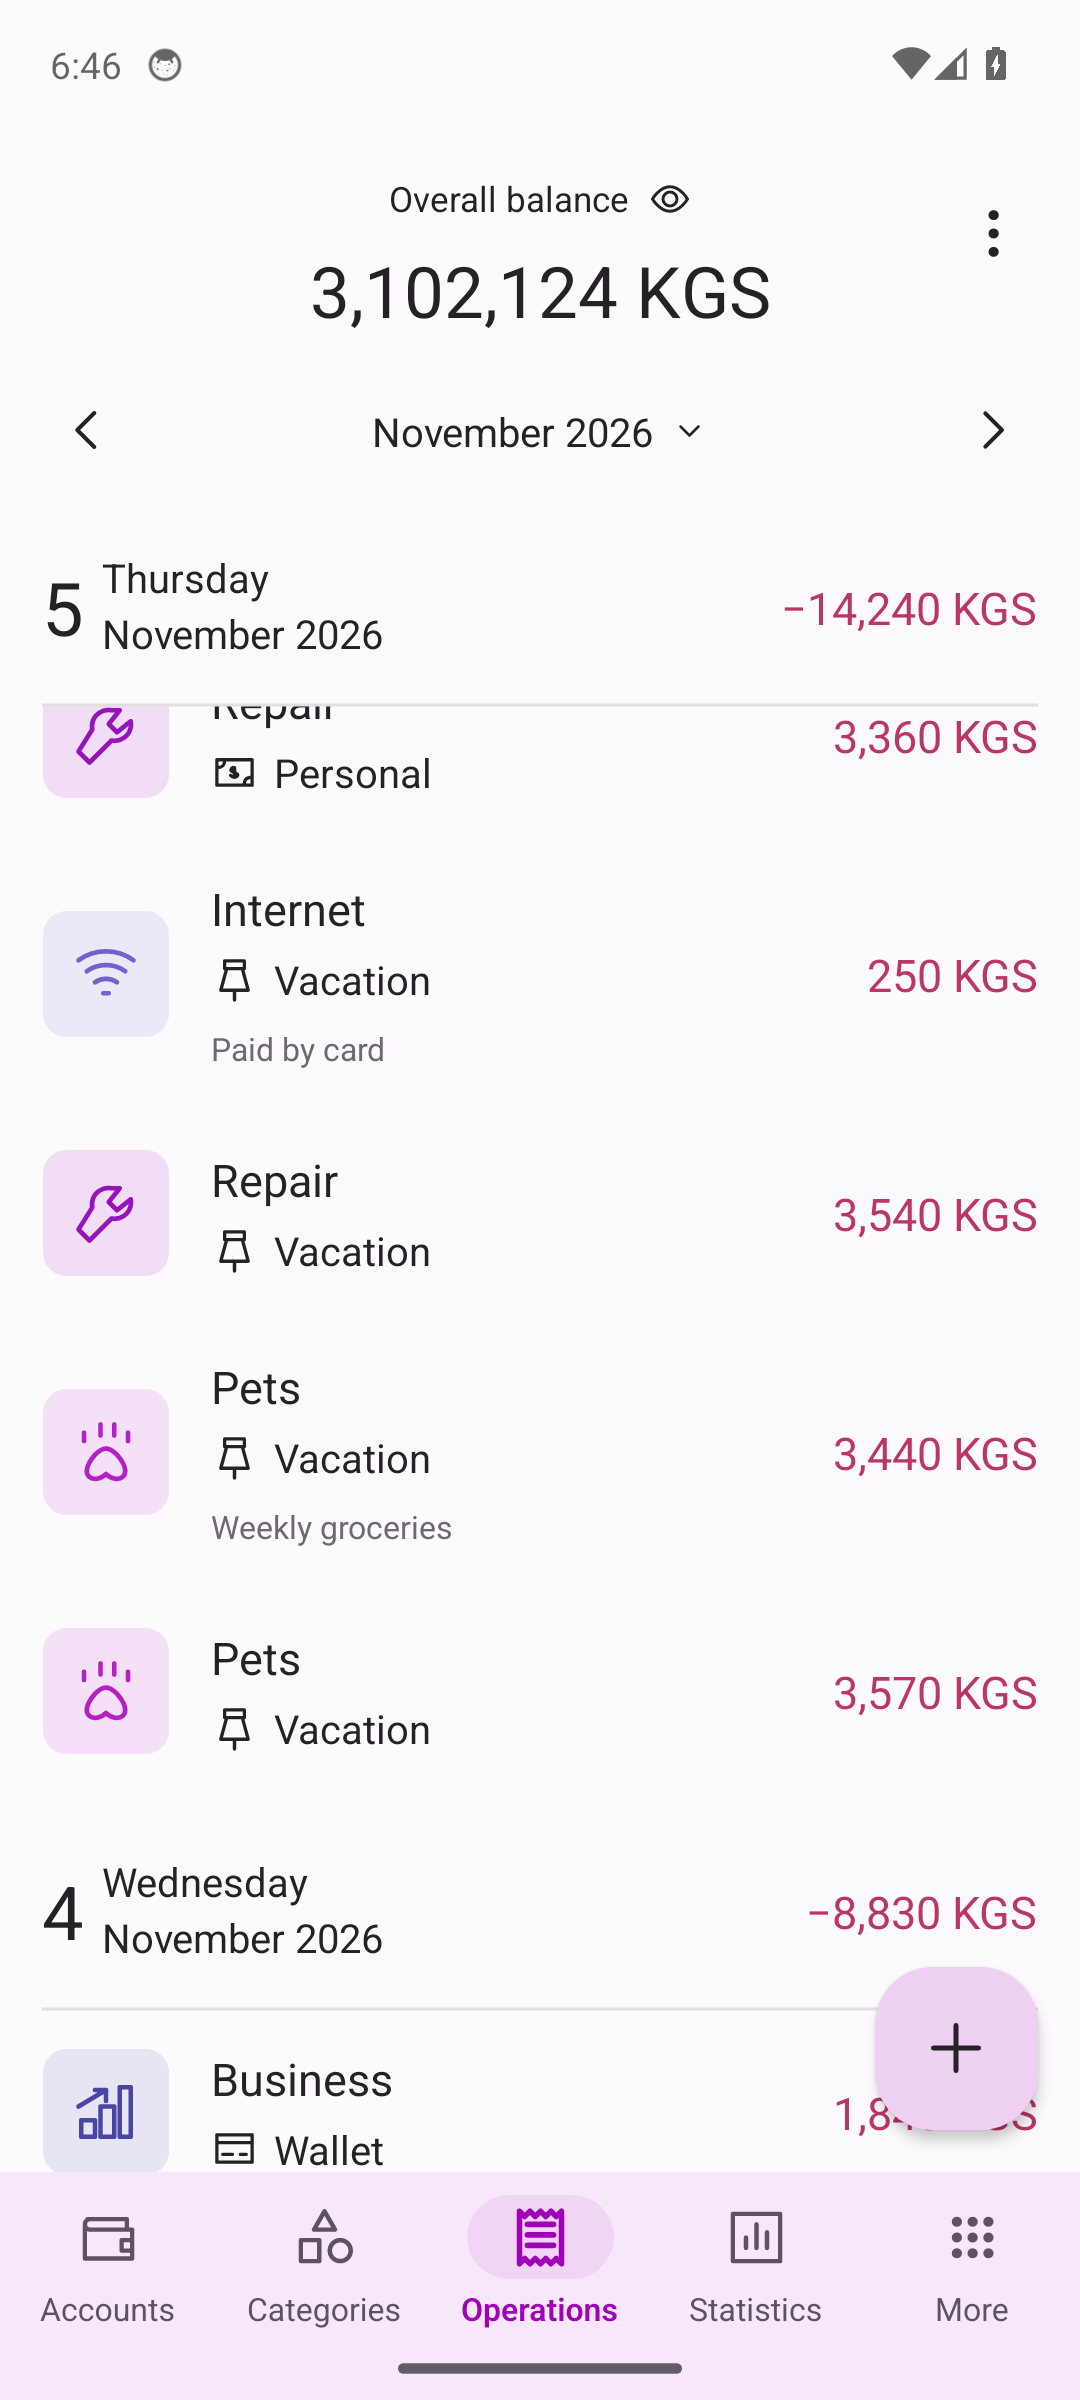 6:46
Overall balance
3,102,124 KGS
November 2026
5 Thursday
November 2026
−14,240 KGS
Repair
3,360 KGS
Personal
Internet
Vacation
250 KGS
Paid by card
Repair
Vacation
3,540 KGS
Pets
Vacation
3,440 KGS
Weekly groceries
Pets
Vacation
3,570 KGS
4 Wednesday
November 2026
−8,830 KGS
Business
Wallet
Accounts
Categories
Operations
Statistics
More